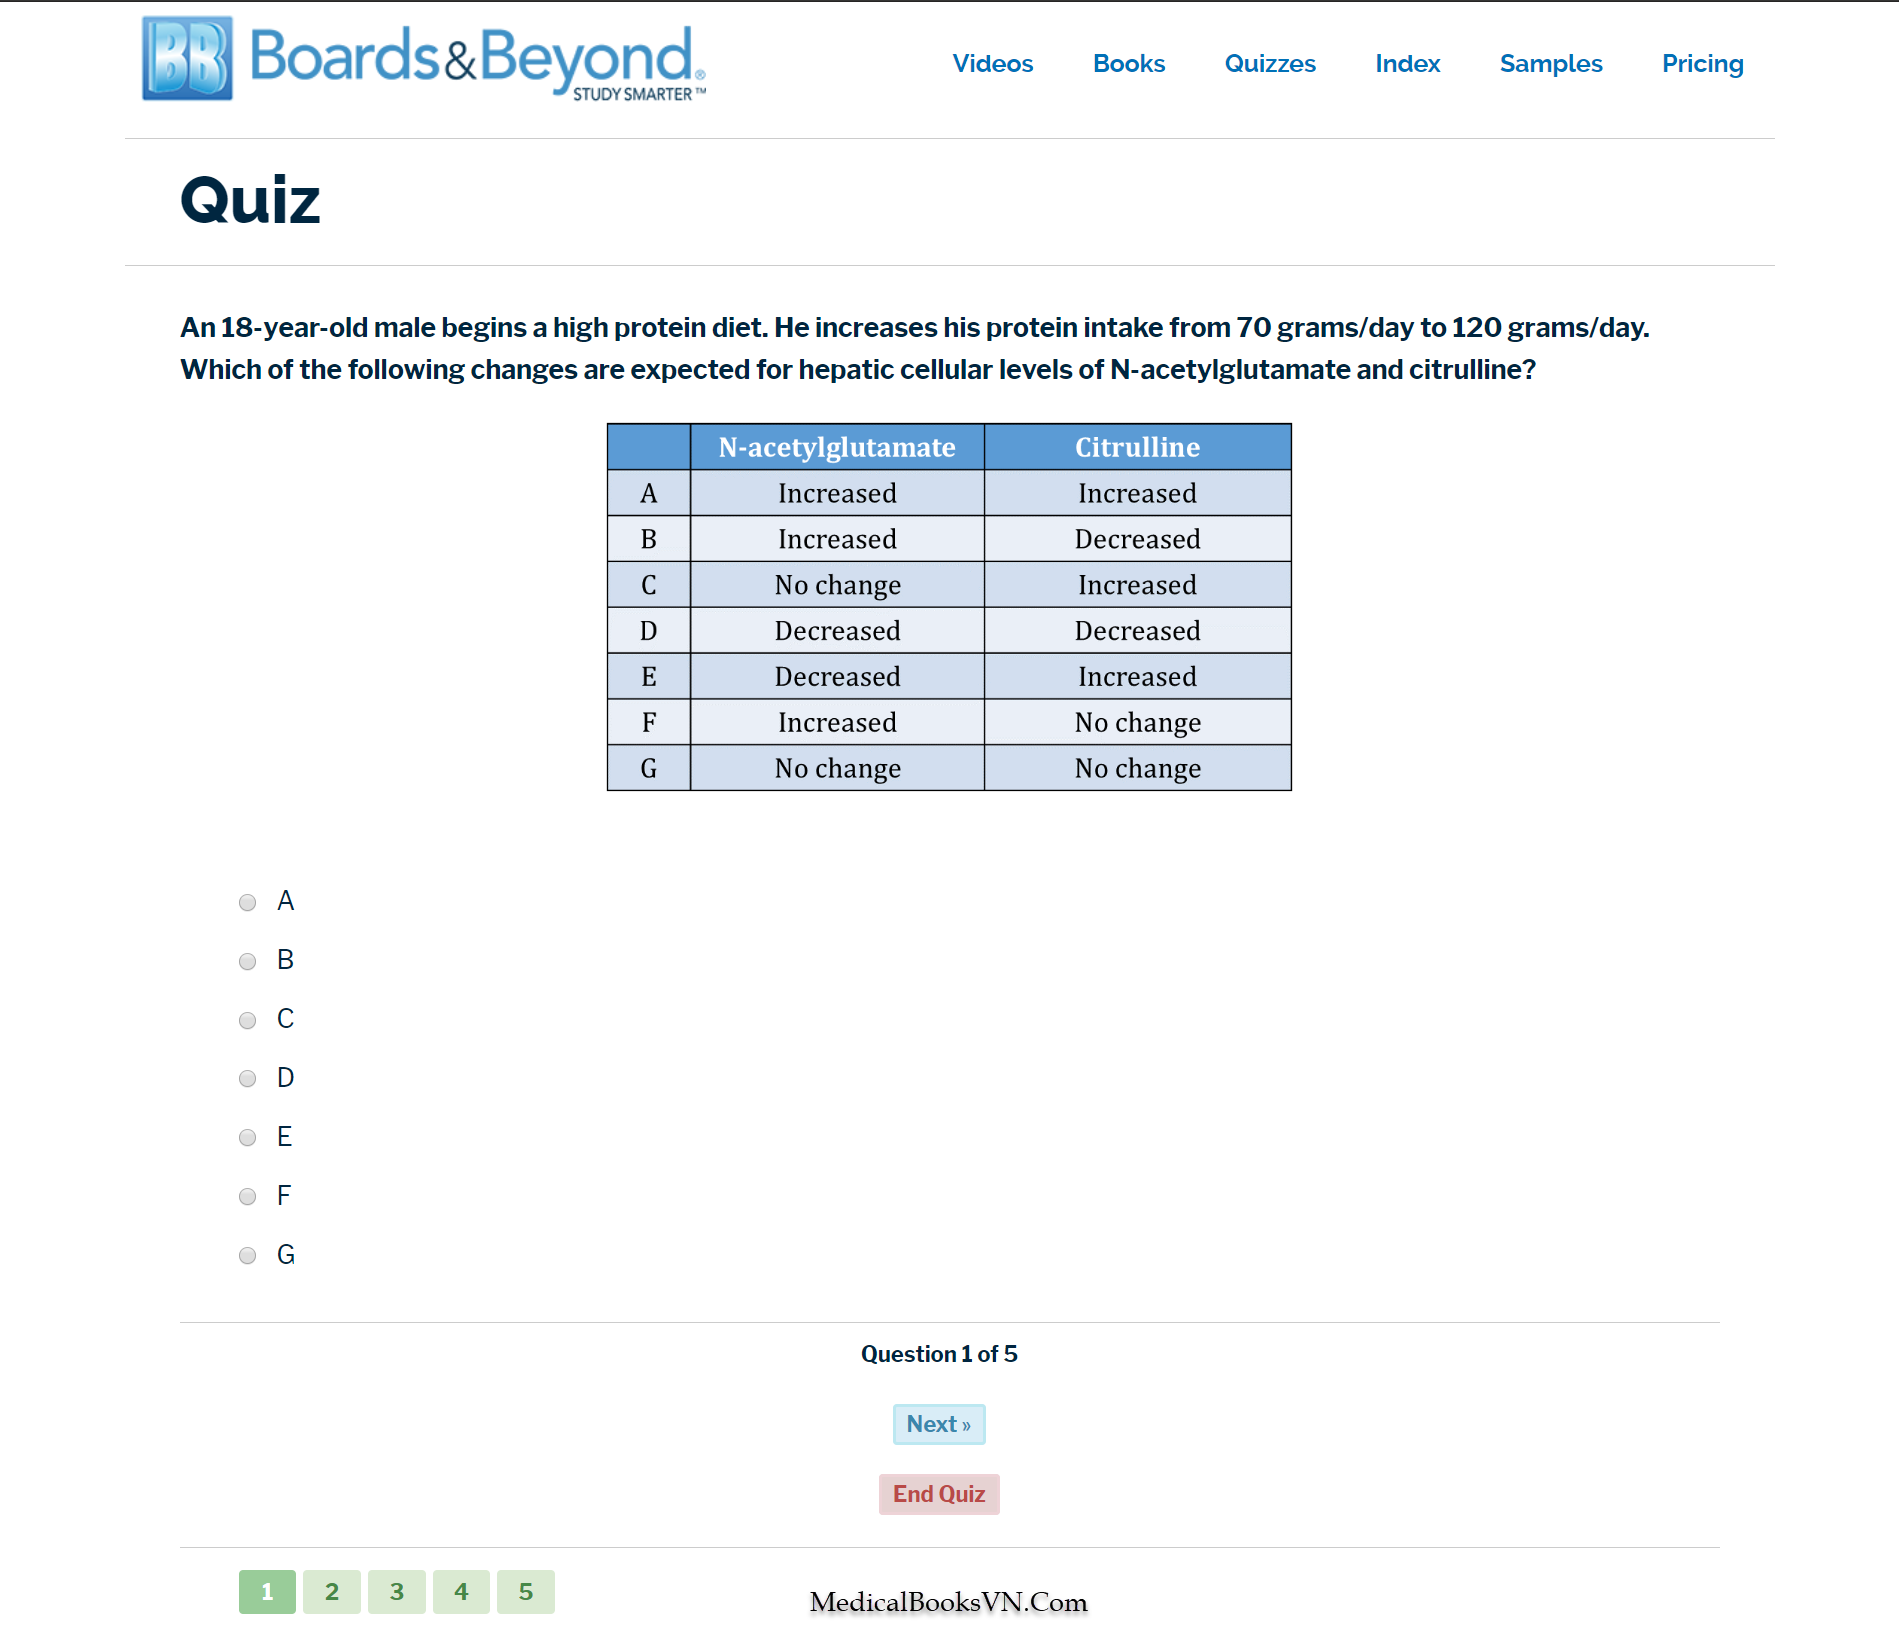 BB Boards&Beyond®
STUDY SMARTER™
Videos Books Quizzes Index Samples Pricing
Quiz
An 18-year-old male begins a high protein diet. He increases his protein intake from 70 grams/day to 120 grams/day.
Which of the following changes are expected for hepatic cellular levels of N-acetylglutamate and citrulline?
N-acetylglutamate Citrulline
A Increased Increased
B Increased Decreased
C No change Increased
D Decreased Decreased
E Decreased Increased
F Increased No change
G No change No change
A
B
C
D
E
F
G
Question 1 of 5
Next »
End Quiz
1 2 3 4 5
MedicalBooksVN.Com